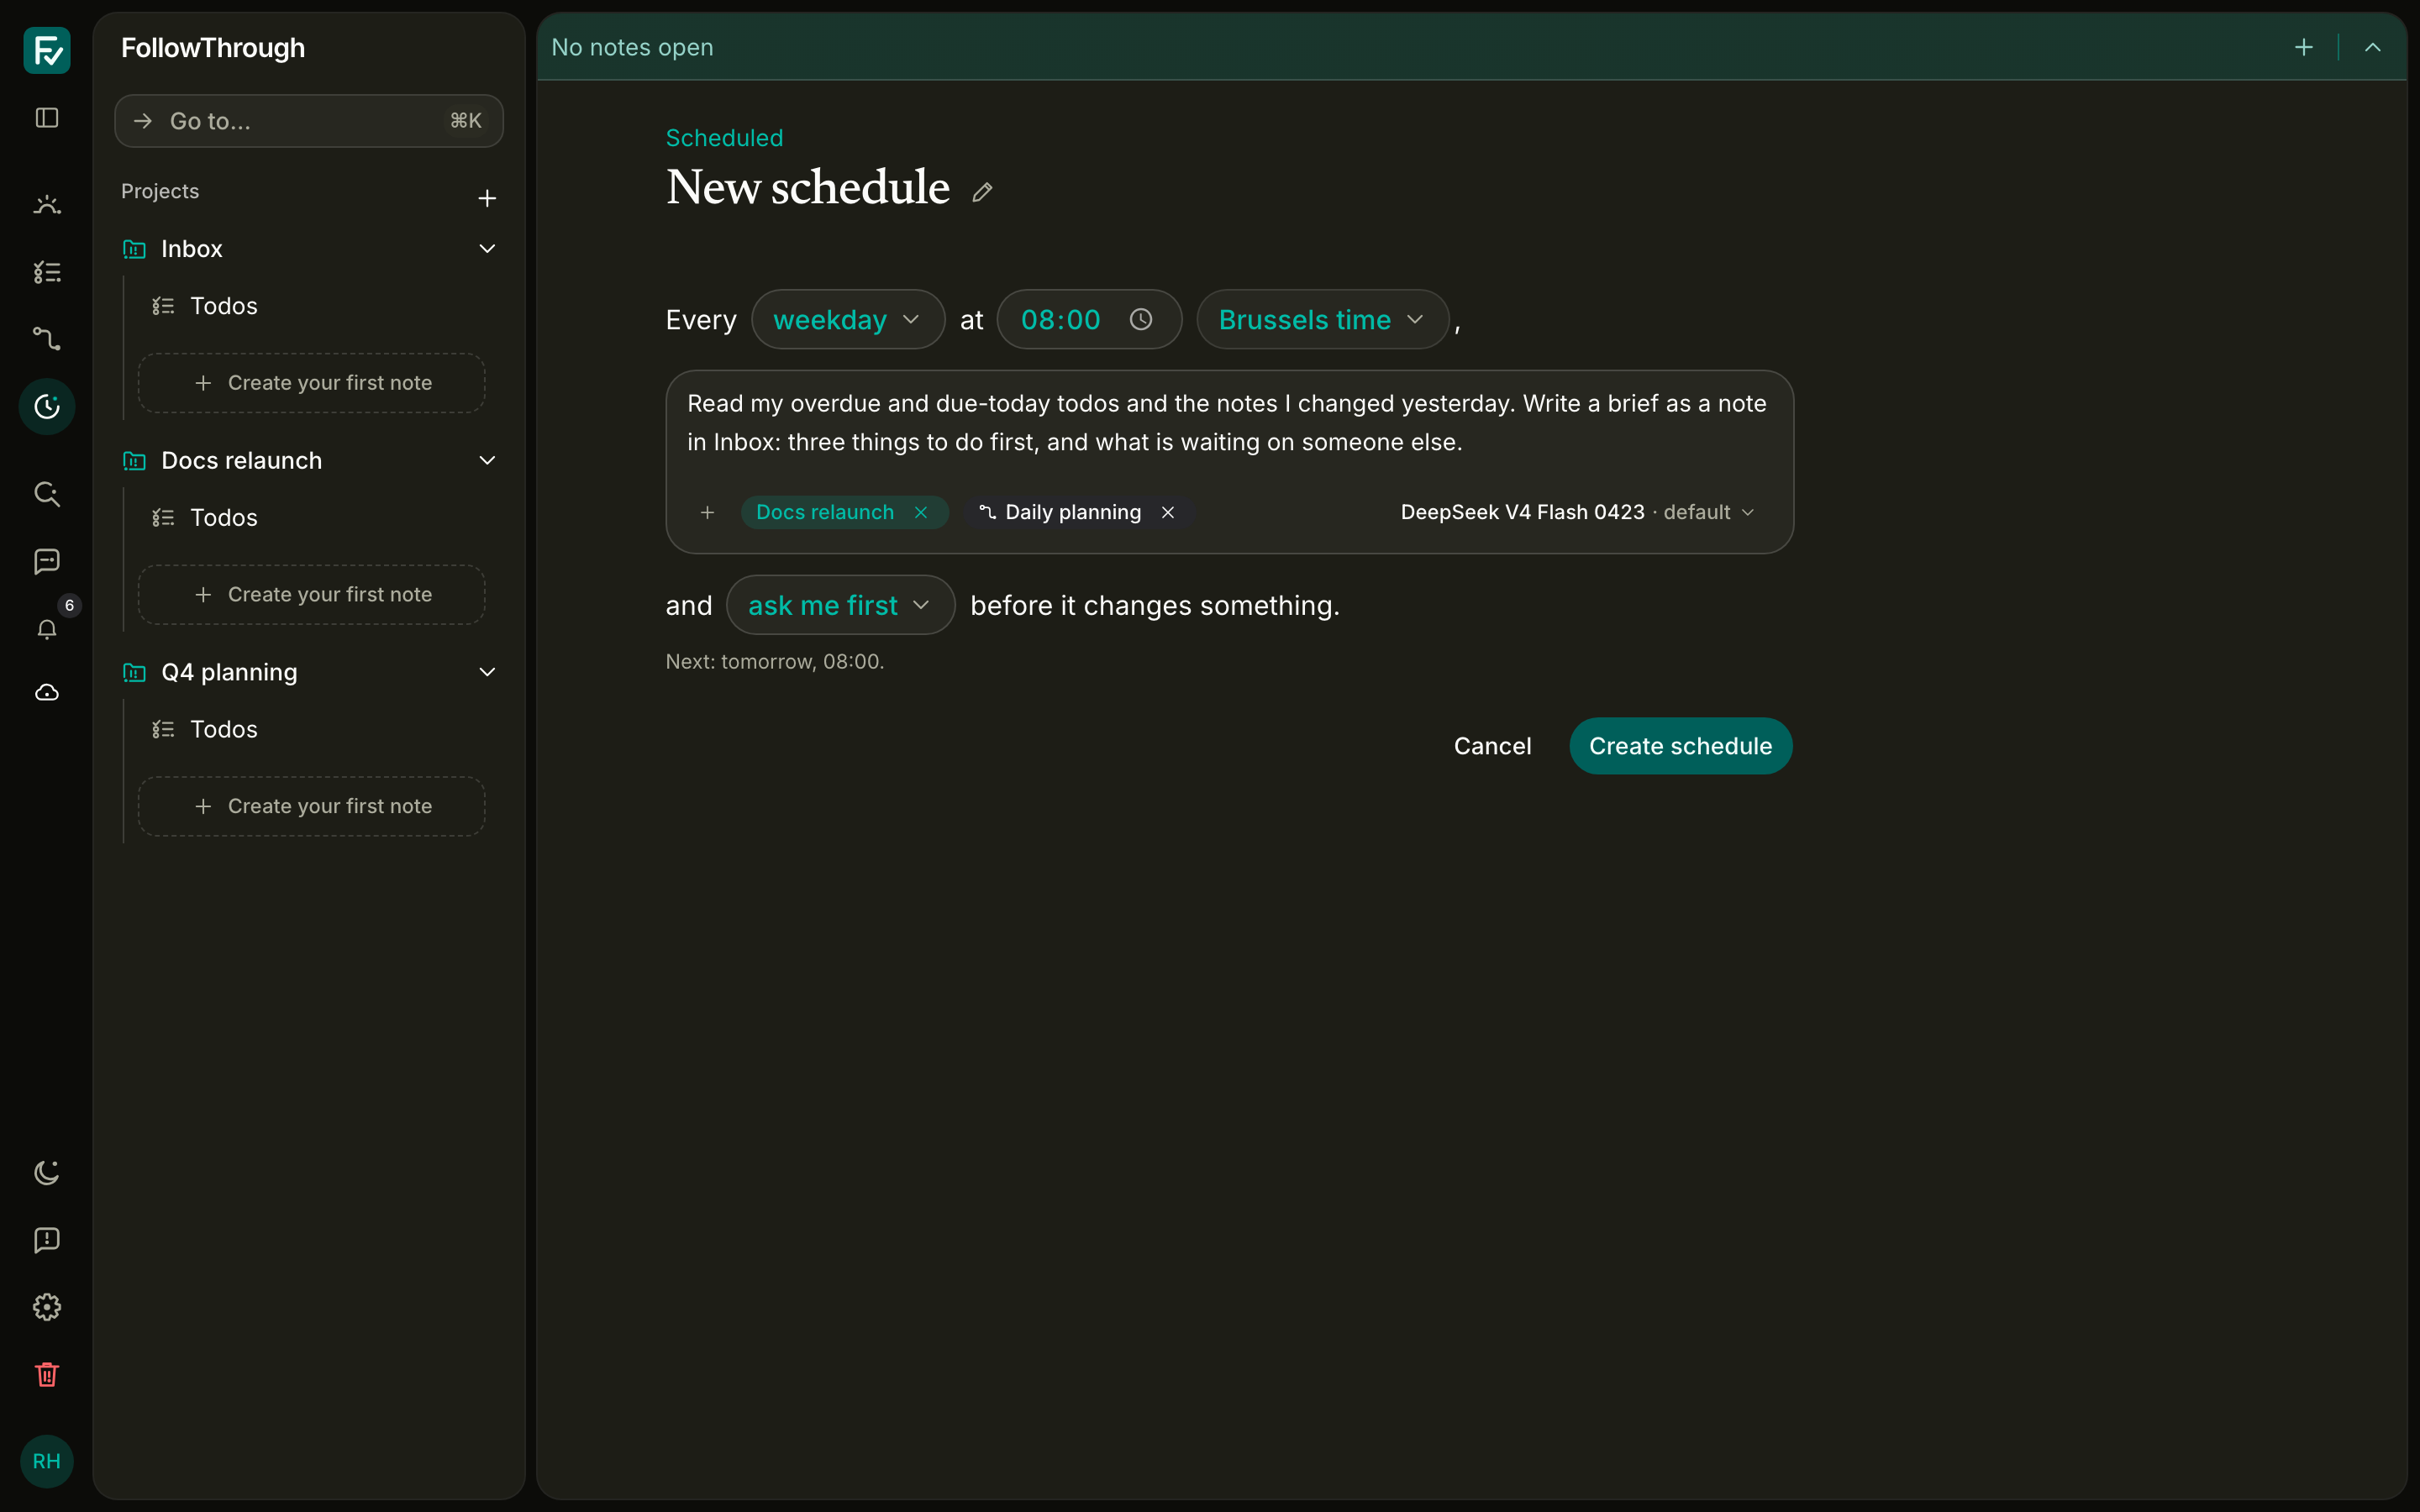 FollowThrough
Go to...
⌘K
Projects
Inbox
Todos
Create your first note
Docs relaunch
Todos
Create your first note
Q4 planning
Todos
Create your first note
6
RH
No notes open
Scheduled
New schedule
Every weekday at 08:00 Brussels time ,
Read my overdue and due-today todos and the notes I changed yesterday. Write a brief as a note
in Inbox: three things to do first, and what is waiting on someone else.
Docs relaunch Daily planning DeepSeek V4 Flash 0423 · default
and ask me first before it changes something.
Next: tomorrow, 08:00.
Cancel Create schedule